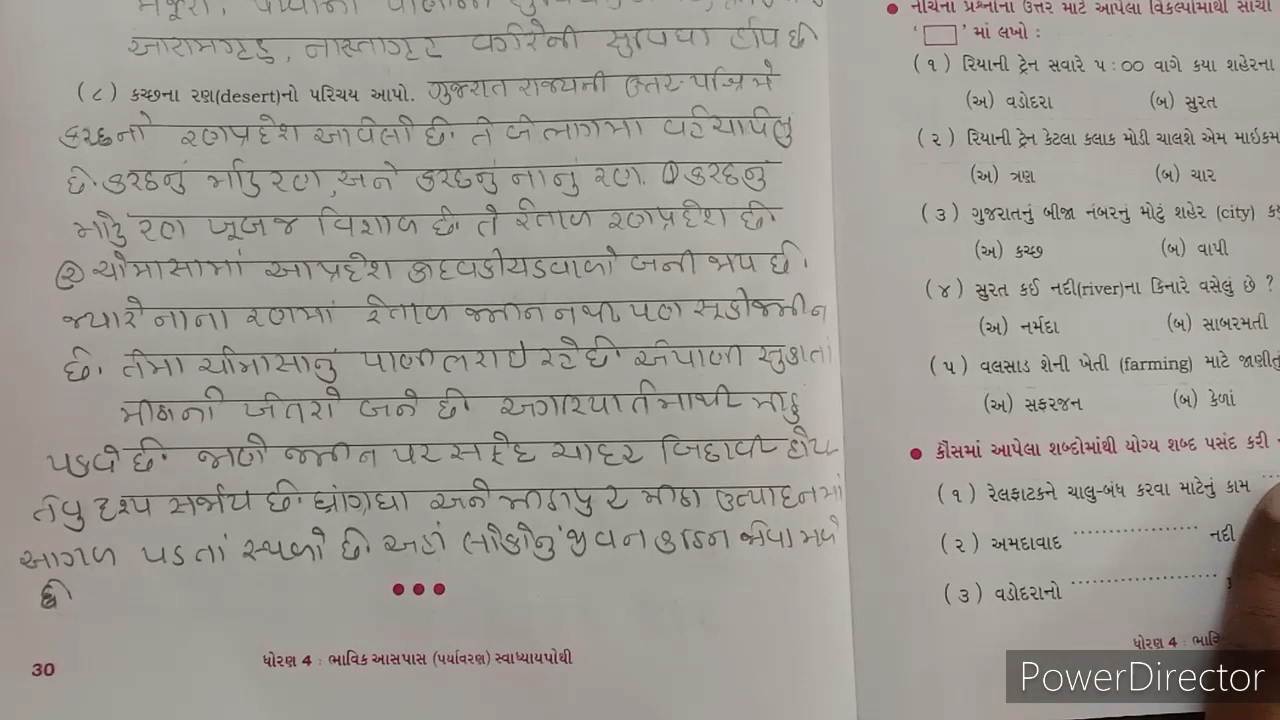 આરામગૃહ, નાસ્તાગૃહ વગેરેની સુવિધા હોય છે
(૮) કચ્છના રણ(desert)નો પરિચય આપો. ગુજરાત રાજ્યની ઉત્તર-પશ્ચિમે
કચ્છનો રણપ્રદેશ આવેલો છે. તે બે ભાગમા વહેચાયેલુ
છે. કચ્છનું મોટુ રણ, અને કચ્છનું નાનું રણ. ① કચ્છનું
મોટુ રણ ખૂબજ વિશાળ છે. તે રેતાળ રણપ્રદેશ છે
② ચોમાસામાં આપ્રદેશ કાદવકીચડવાળો બની જાય છે.
જ્યારે નાના રણમાં રેતાળ જમીન નથી પણ સૂકીજમીન
છે. તેમા ચોમાસાનું પાણી ભરાઇ રહે છે. એપાણી સુકાતાં
મીઠાના ખેતરો બને છે. અગરિયા તેમાથી મીઠુ
પકવે છે. જાણે જમીન પર સફેદ ચાદર બિછાવી હોય
તેવુ દશ્ય સર્જાય છે. ધ્રાંગધ્રા અને મીઠાપુર મીઠા ઉત્પાદનમાં
આગળ પડતાં સ્થળો છે. અહીં લોકોનું જીવન કઠિન જોવા મળે
છે
ધોરણ 4 : ભાવિક આસપાસ (પર્યાવરણ) સ્વાધ્યાયપોથી
30
● નીચેના પ્રશ્નોના ઉત્તર માટે આપેલા વિકલ્પોમાંથી સાચો
' ' માં લખો :
(૧) રિયાની ટ્રેન સવારે ૫ : ૦૦ વાગે કયા શહેરના
(અ) વડોદરા (બ) સુરત
(૨) રિયાની ટ્રેન કેટલા કલાક મોડી ચાલશે એમ માઇકમ
(અ) ત્રણ (બ) ચાર
(૩) ગુજરાતનું બીજા નંબરનું મોટું શહેર (city) ક
(અ) કચ્છ (બ) વાપી
(૪) સુરત કઈ નદી(river)ના કિનારે વસેલું છે ?
(અ) નર્મદા (બ) સાબરમતી
(૫) વલસાડ શેની ખેતી (farming) માટે જાણીતુ
(અ) સફરજન (બ) કેળાં
● કૌંસમાં આપેલા શબ્દોમાંથી યોગ્ય શબ્દ પસંદ કરી
(૧) રેલફાટકને ચાલુ-બંધ કરવા માટેનું કામ
(૨) અમદાવાદ .................. નદી
(૩) વડોદરાનો ..................
ધોરણ 4 : ભાવિ
PowerDirector